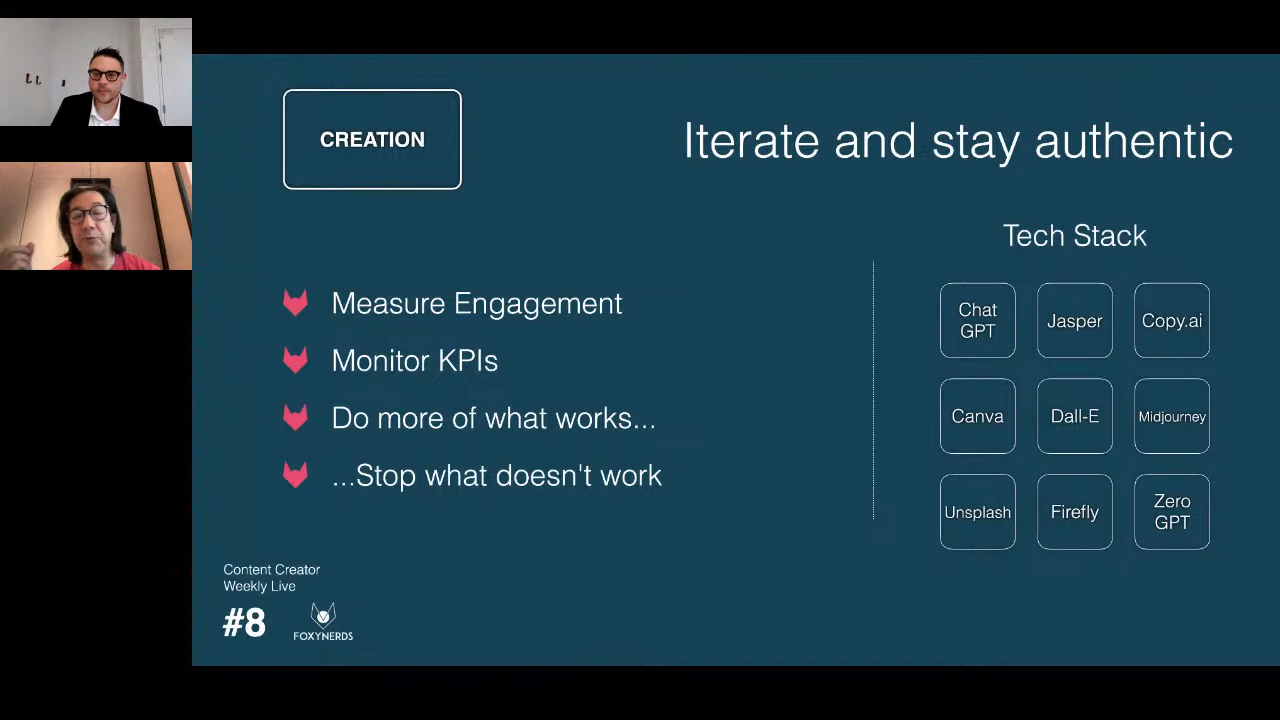 CREATION
Iterate and stay authentic
Measure Engagement
Monitor KPIs
Do more of what works...
...Stop what doesn't work
Tech Stack
Chat
GPT
Jasper
Copy.ai
Canva
Dall-E
Midjourney
Unsplash
Firefly
Zero
GPT
Content Creator
Weekly Live
#8
FOXYNERDS